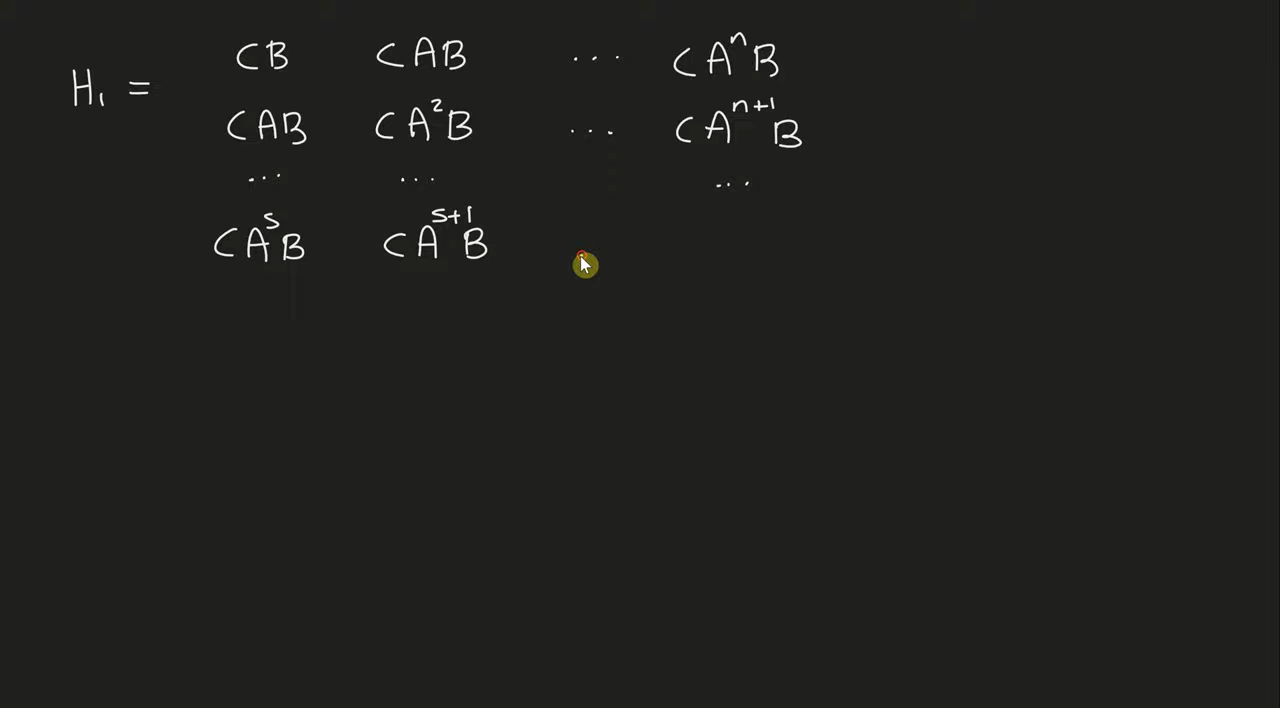 CB CAB ... CAⁿB
H₁ =
CAB CA²B ... CAⁿ⁺¹B
... ... ...
CAˢB CAˢ⁺¹B